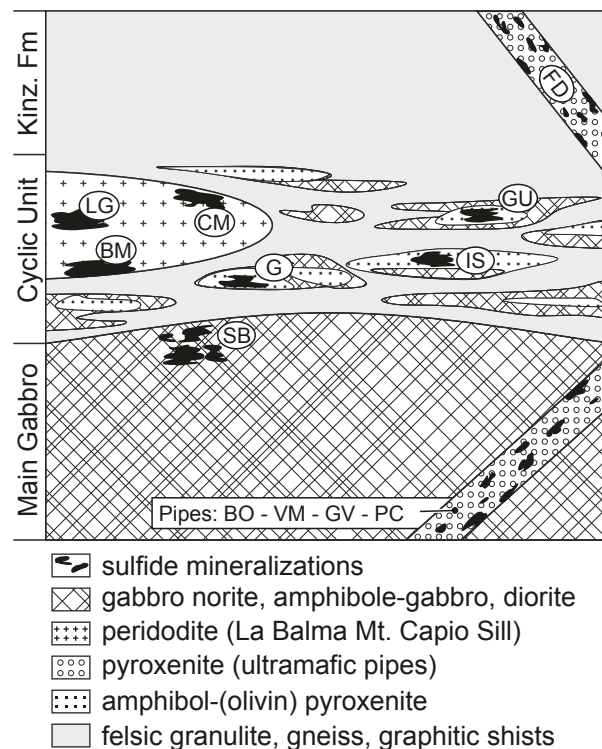 Kinz. Fm
FD
Cyclic Unit
LG
CM
GU
BM
G
IS
SB
Main Gabbro
Pipes: BO - VM - GV - PC
sulfide mineralizations
gabbro norite, amphibole-gabbro, diorite
peridodite (La Balma Mt. Capio Sill)
pyroxenite (ultramafic pipes)
amphibol-(olivin) pyroxenite
felsic granulite, gneiss, graphitic shists